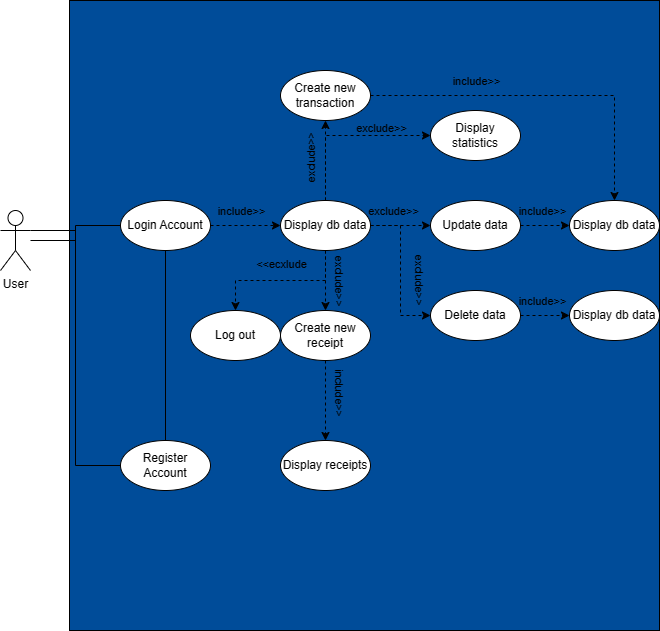 Create new
transaction
include>>
exclude>>
Display
statistics
exclude>>
User
Login Account
include>>
Display db data
exclude>>
Update data
include>>
Display db data
<<ecxlude
exclude>>
exclude>>
Log out
Create new
receipt
Delete data
include>>
Display db data
include>>
Register
Account
Display receipts